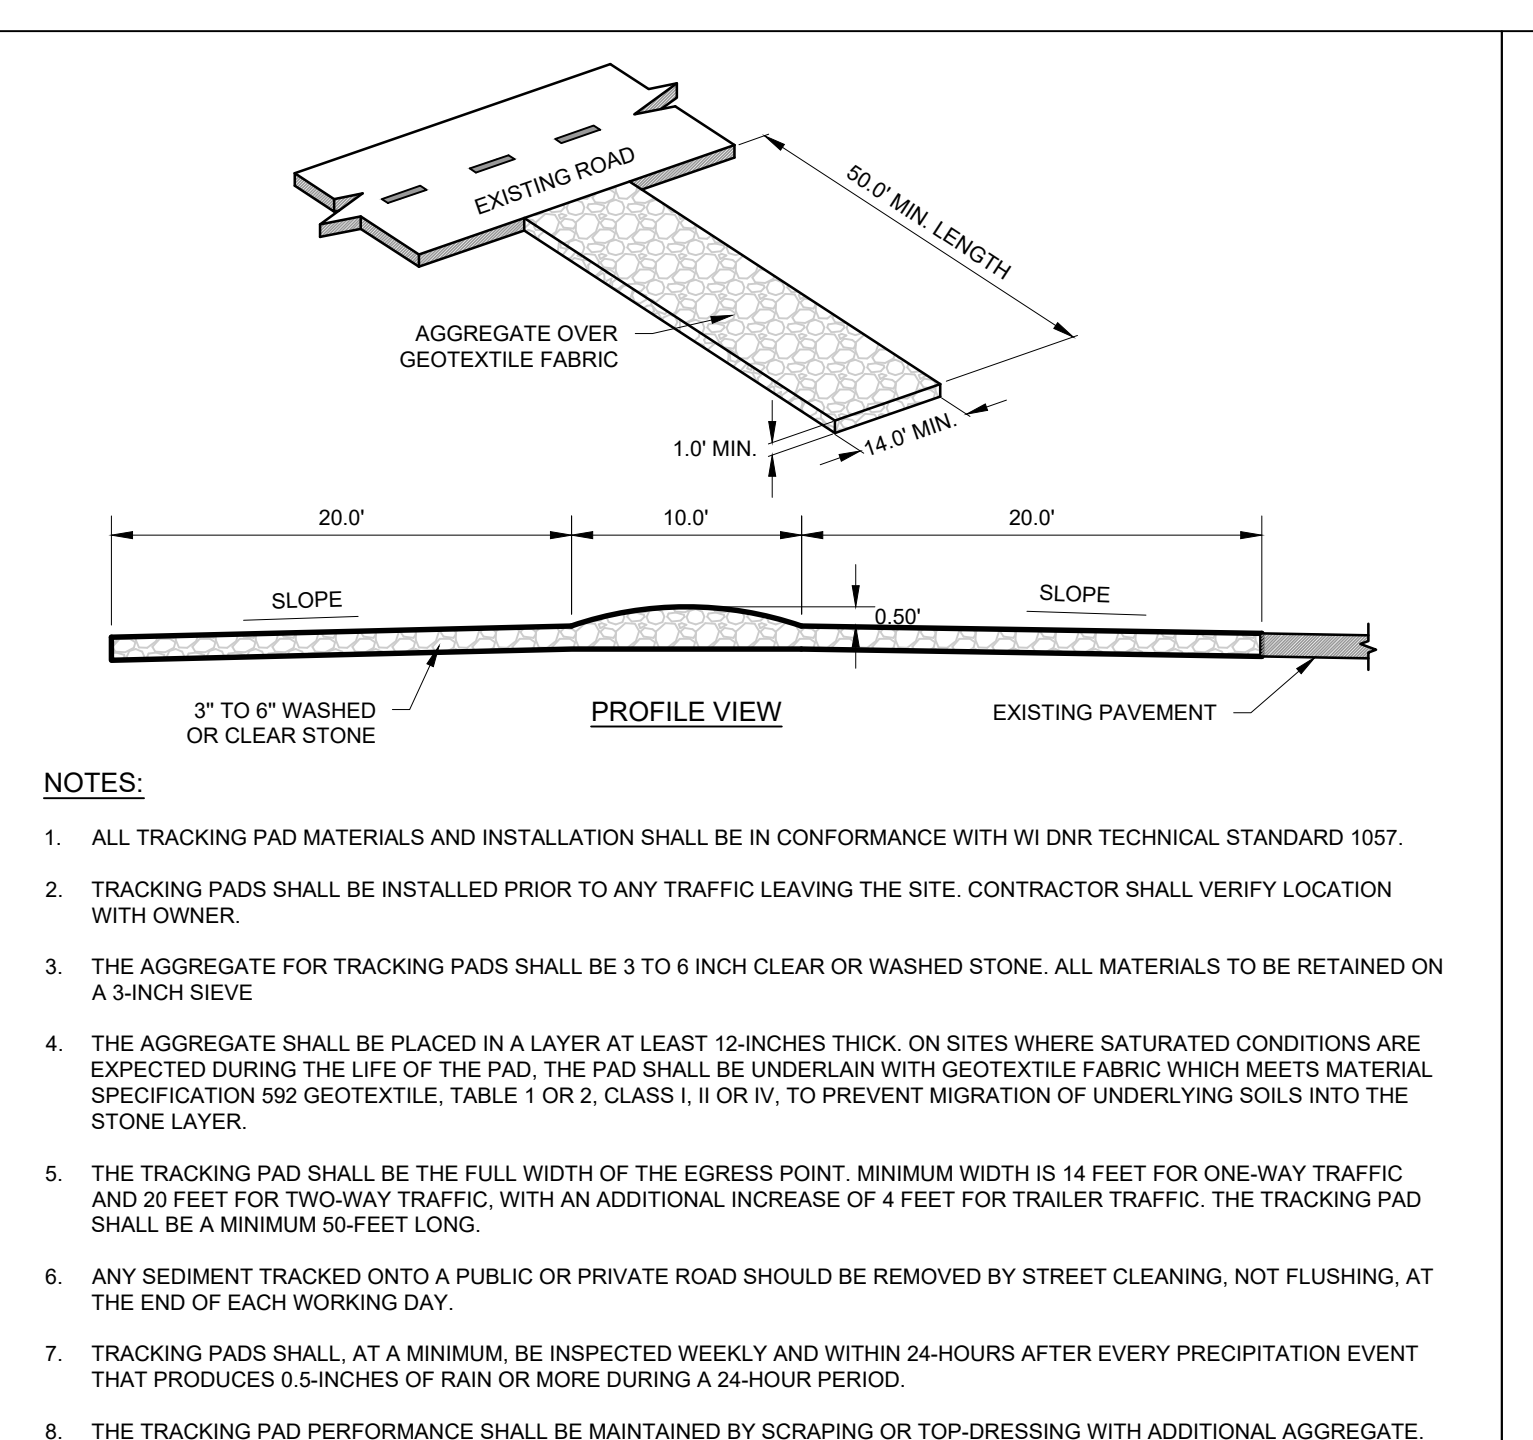 EXISTING ROAD
50.0' MIN. LENGTH
AGGREGATE OVER
GEOTEXTILE FABRIC
1.0' MIN.
14.0' MIN.
20.0'
10.0'
20.0'
SLOPE
SLOPE
0.50'
3" TO 6" WASHED
OR CLEAR STONE
PROFILE VIEW
EXISTING PAVEMENT
NOTES:
1. ALL TRACKING PAD MATERIALS AND INSTALLATION SHALL BE IN CONFORMANCE WITH WI DNR TECHNICAL STANDARD 1057.
2. TRACKING PADS SHALL BE INSTALLED PRIOR TO ANY TRAFFIC LEAVING THE SITE. CONTRACTOR SHALL VERIFY LOCATION
WITH OWNER.
3. THE AGGREGATE FOR TRACKING PADS SHALL BE 3 TO 6 INCH CLEAR OR WASHED STONE. ALL MATERIALS TO BE RETAINED ON
A 3-INCH SIEVE
4. THE AGGREGATE SHALL BE PLACED IN A LAYER AT LEAST 12-INCHES THICK. ON SITES WHERE SATURATED CONDITIONS ARE
EXPECTED DURING THE LIFE OF THE PAD, THE PAD SHALL BE UNDERLAIN WITH GEOTEXTILE FABRIC WHICH MEETS MATERIAL
SPECIFICATION 592 GEOTEXTILE, TABLE 1 OR 2, CLASS I, II OR IV, TO PREVENT MIGRATION OF UNDERLYING SOILS INTO THE
STONE LAYER.
5. THE TRACKING PAD SHALL BE THE FULL WIDTH OF THE EGRESS POINT. MINIMUM WIDTH IS 14 FEET FOR ONE-WAY TRAFFIC
AND 20 FEET FOR TWO-WAY TRAFFIC, WITH AN ADDITIONAL INCREASE OF 4 FEET FOR TRAILER TRAFFIC. THE TRACKING PAD
SHALL BE A MINIMUM 50-FEET LONG.
6. ANY SEDIMENT TRACKED ONTO A PUBLIC OR PRIVATE ROAD SHOULD BE REMOVED BY STREET CLEANING, NOT FLUSHING, AT
THE END OF EACH WORKING DAY.
7. TRACKING PADS SHALL, AT A MINIMUM, BE INSPECTED WEEKLY AND WITHIN 24-HOURS AFTER EVERY PRECIPITATION EVENT
THAT PRODUCES 0.5-INCHES OF RAIN OR MORE DURING A 24-HOUR PERIOD.
8. THE TRACKING PAD PERFORMANCE SHALL BE MAINTAINED BY SCRAPING OR TOP-DRESSING WITH ADDITIONAL AGGREGATE.